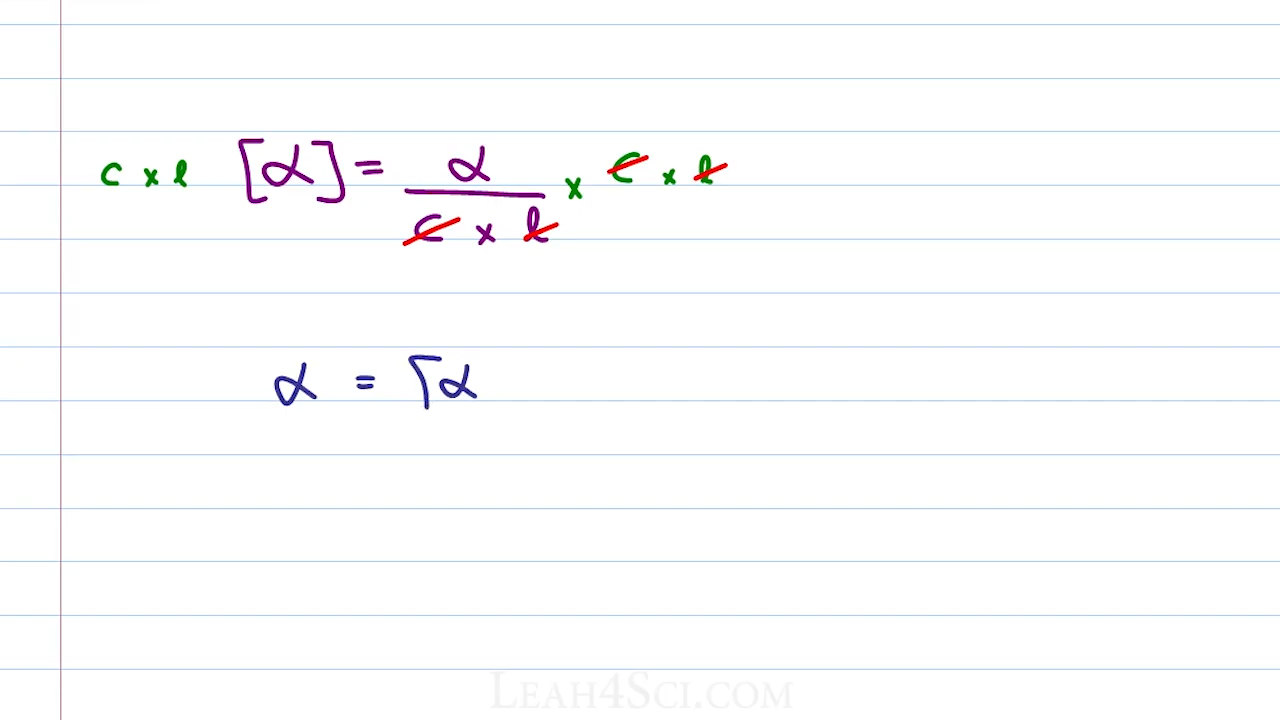 c x l [α] = α / c x l x c x l
α = [α
LEAH4SCI.COM